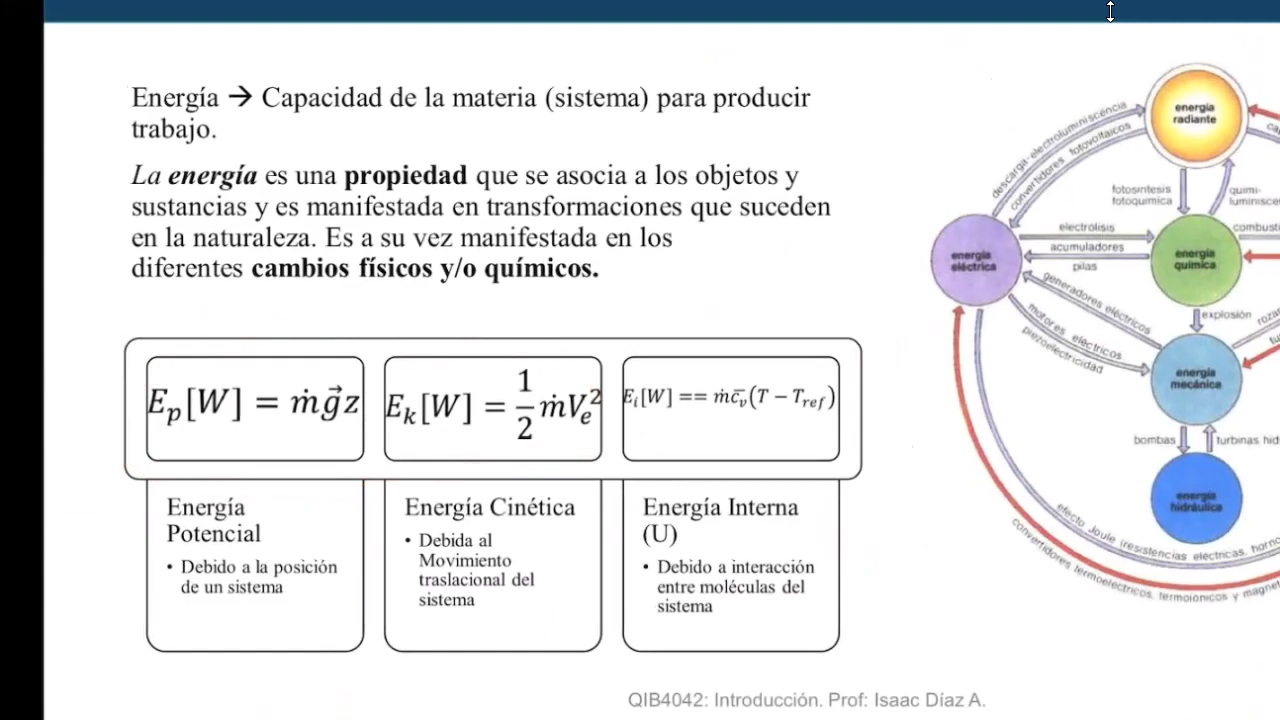 Energía → Capacidad de la materia (sistema) para producir
trabajo.
La energía es una propiedad que se asocia a los objetos y
sustancias y es manifestada en transformaciones que suceden
en la naturaleza. Es a su vez manifestada en los
diferentes cambios físicos y/o químicos.
E_p[W] = ṁg⃗z
E_k[W] = 1/2 ṁV_e^2
E_i[W] == ṁc̅_v(T − T_ref)
Energía
Potencial
• Debido a la posición
de un sistema
Energía Cinética
• Debida al
Movimiento
traslacional del
sistema
Energía Interna
(U)
• Debido a interacción
entre moléculas del
sistema
energía
radiante
descarga-electroluminiscencia
convertidores fotovoltaicos
fotosíntesis
fotoquímica
quimi-
electrólisis
acumuladores
pilas
energía
eléctrica
energía
química
generadores eléctricos
motores eléctricos
piezoelectricidad
explosión
energía
mecánica
bombas
turbinas
energía
hidráulica
efecto Joule (resistencias eléctricas,
convertidores termoeléctricos, termoiónicos y
QIB4042: Introducción. Prof: Isaac Díaz A.